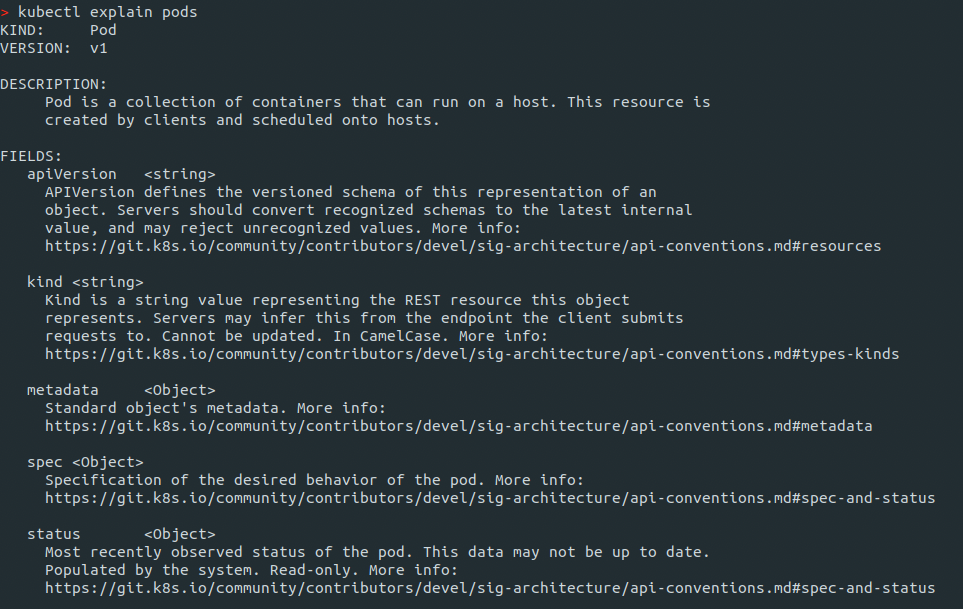 > kubectl explain pods
KIND:     Pod
VERSION:  v1

DESCRIPTION:
     Pod is a collection of containers that can run on a host. This resource is
     created by clients and scheduled onto hosts.

FIELDS:
   apiVersion   <string>
     APIVersion defines the versioned schema of this representation of an
     object. Servers should convert recognized schemas to the latest internal
     value, and may reject unrecognized values. More info:
     https://git.k8s.io/community/contributors/devel/sig-architecture/api-conventions.md#resources

   kind <string>
     Kind is a string value representing the REST resource this object
     represents. Servers may infer this from the endpoint the client submits
     requests to. Cannot be updated. In CamelCase. More info:
     https://git.k8s.io/community/contributors/devel/sig-architecture/api-conventions.md#types-kinds

   metadata     <Object>
     Standard object's metadata. More info:
     https://git.k8s.io/community/contributors/devel/sig-architecture/api-conventions.md#metadata

   spec <Object>
     Specification of the desired behavior of the pod. More info:
     https://git.k8s.io/community/contributors/devel/sig-architecture/api-conventions.md#spec-and-status

   status       <Object>
     Most recently observed status of the pod. This data may not be up to date.
     Populated by the system. Read-only. More info:
     https://git.k8s.io/community/contributors/devel/sig-architecture/api-conventions.md#spec-and-status